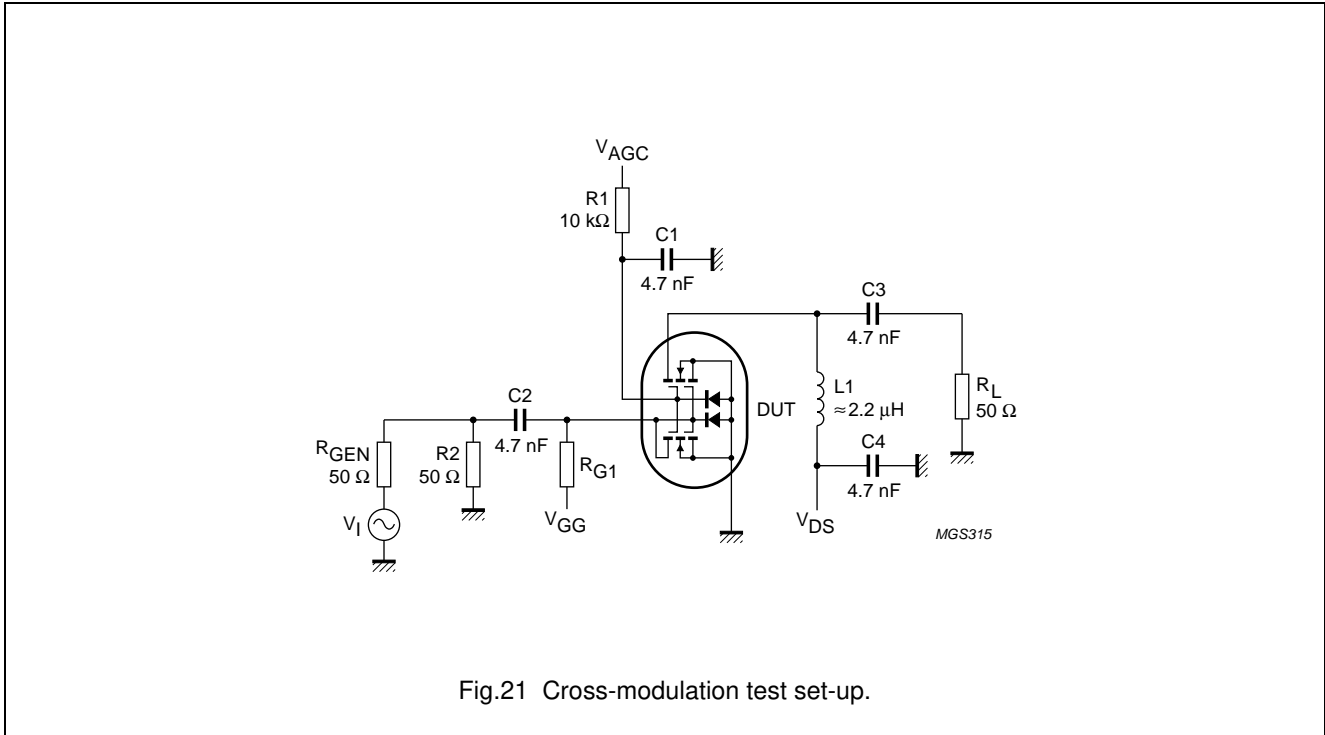 VAGC
R1
10 kΩ
C1
4.7 nF
C3
4.7 nF
L1
≈2.2 μH
RL
50 Ω
DUT
C2
4.7 nF
RGEN
50 Ω
R2
50 Ω
RG1
C4
4.7 nF
VI
VGG
VDS
MGS315
Fig.21 Cross-modulation test set-up.